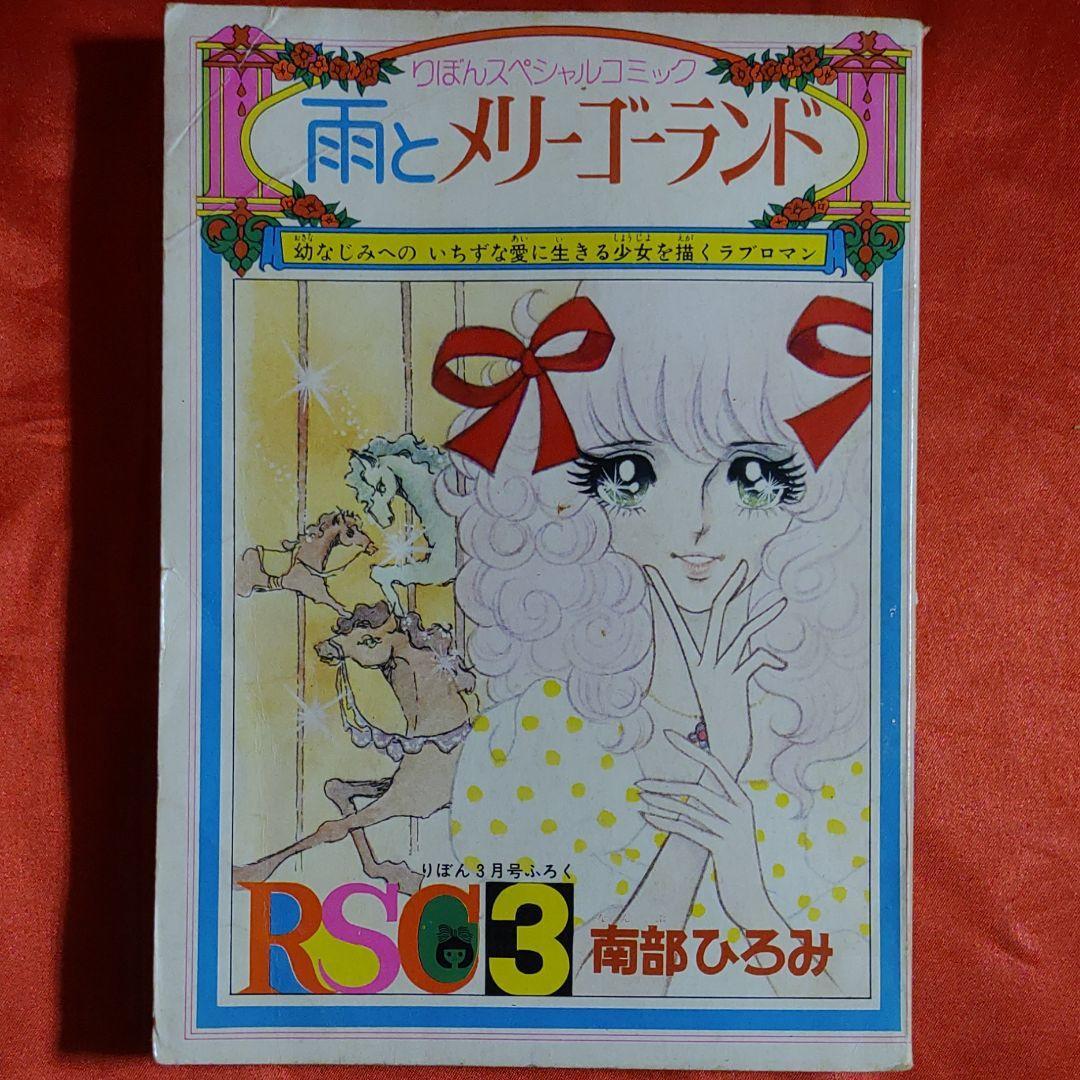 りぼんスペシャルコミック
雨とメリーゴーランド
幼なじみへの いちずな愛に生きる少女を描くラブロマン
りぼん3月号ふろく
RSC3
南部ひろみ